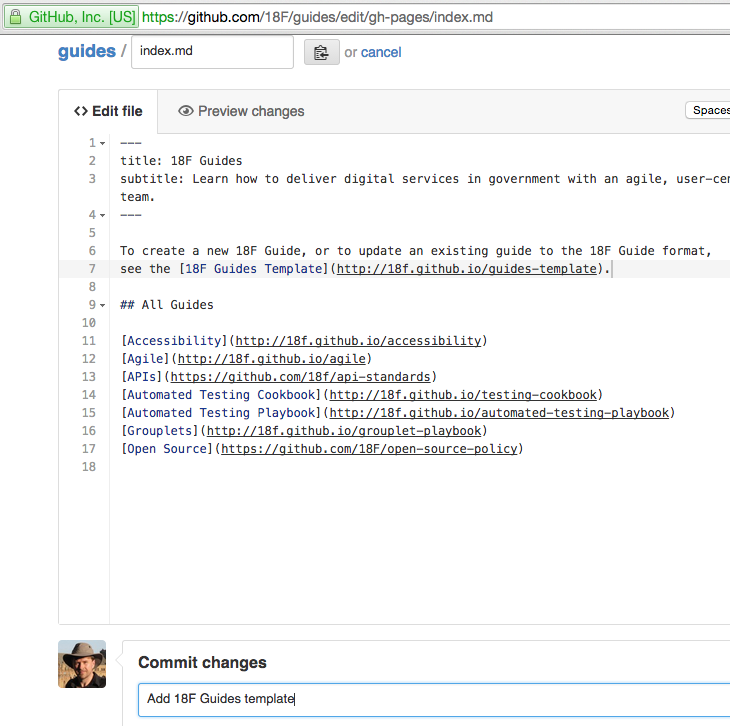 GitHub, Inc. [US] https://github.com/18F/guides/edit/gh-pages/index.md
guides / index.md or cancel
<> Edit file Preview changes Spaces
1 ---
2 title: 18F Guides
3 subtitle: Learn how to deliver digital services in government with an agile, user-cen
team.
4 ---
5
6 To create a new 18F Guide, or to update an existing guide to the 18F Guide format,
7 see the [18F Guides Template](http://18f.github.io/guides-template).
8
9 ## All Guides
10
11 [Accessibility](http://18f.github.io/accessibility)
12 [Agile](http://18f.github.io/agile)
13 [APIs](https://github.com/18f/api-standards)
14 [Automated Testing Cookbook](http://18f.github.io/testing-cookbook)
15 [Automated Testing Playbook](http://18f.github.io/automated-testing-playbook)
16 [Grouplets](http://18f.github.io/grouplet-playbook)
17 [Open Source](https://github.com/18F/open-source-policy)
18
Commit changes
Add 18F Guides template